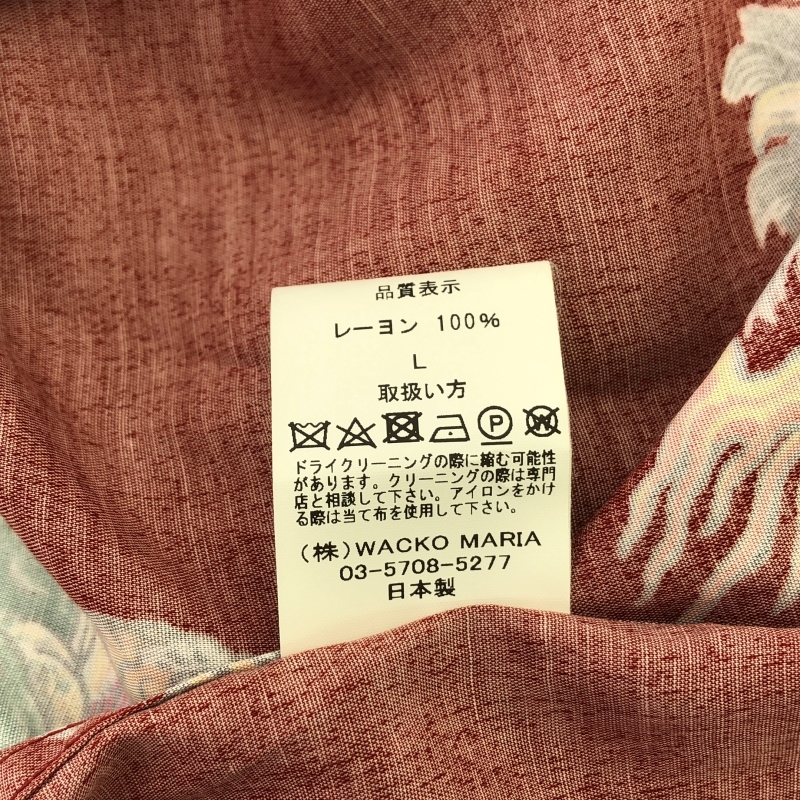 品質表示
レーヨン 100%
L
取扱い方
ドライクリーニングの際に縮む可能性
があります。クリーニングの際は専門
店と相談して下さい。アイロンをかけ
る際は当て布を使用して下さい。
(株)WACKO MARIA
03-5708-5277
日本製